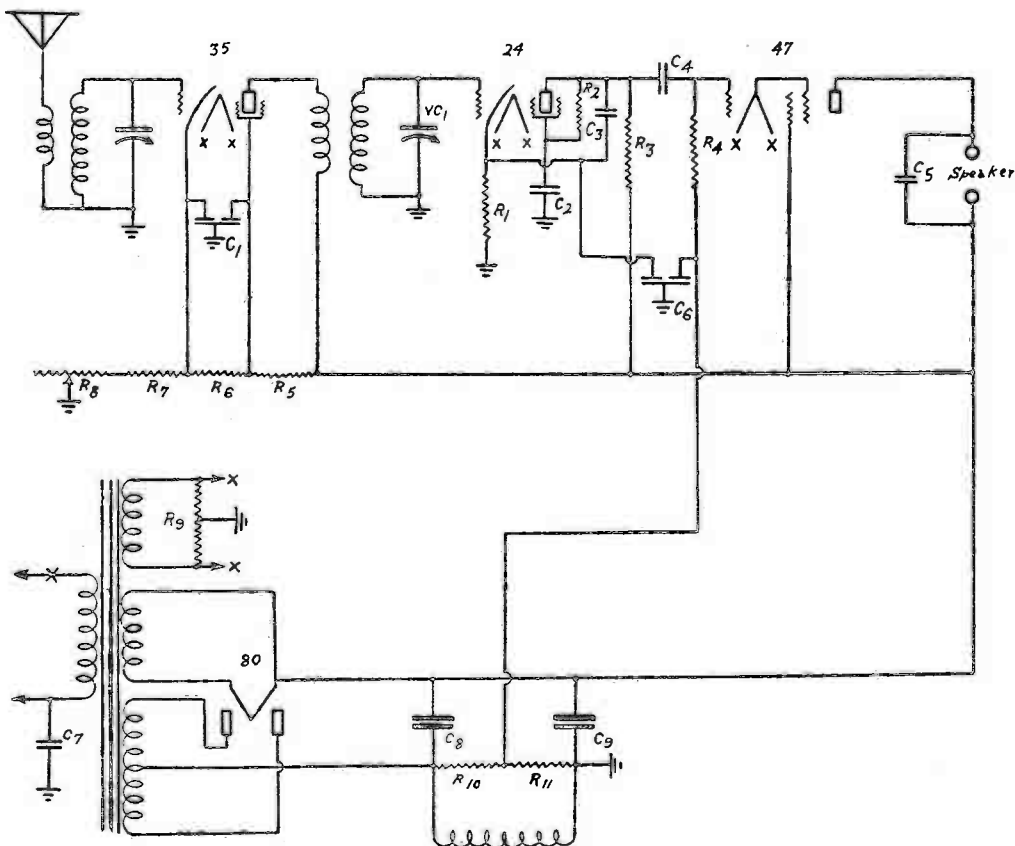 35
24
47
C4
R2
VC1
C3
R3
R4
X X
X X
X X
C5
Speaker
R1
C2
C1
C6
R8
R7
R6
R5
X
R9
X
X
80
C7
C8
C9
R10
R11